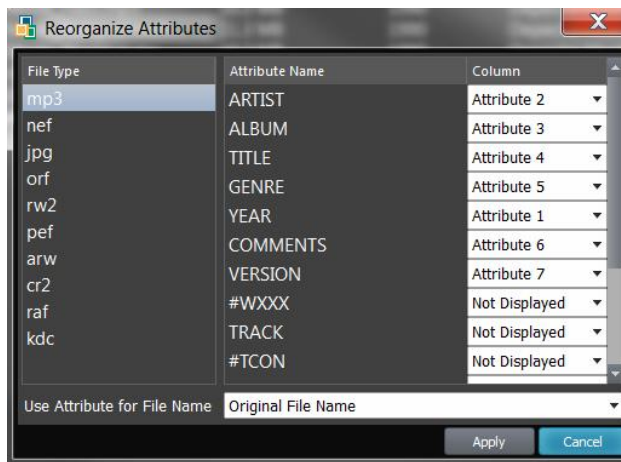 Reorganize Attributes
File Type Attribute Name Column
mp3 ARTIST Attribute 2
nef ALBUM Attribute 3
jpg TITLE Attribute 4
orf GENRE Attribute 5
rw2 YEAR Attribute 1
pef COMMENTS Attribute 6
arw VERSION Attribute 7
cr2 #WXXX Not Displayed
raf TRACK Not Displayed
kdc #TCON Not Displayed
Use Attribute for File Name Original File Name
Apply Cancel